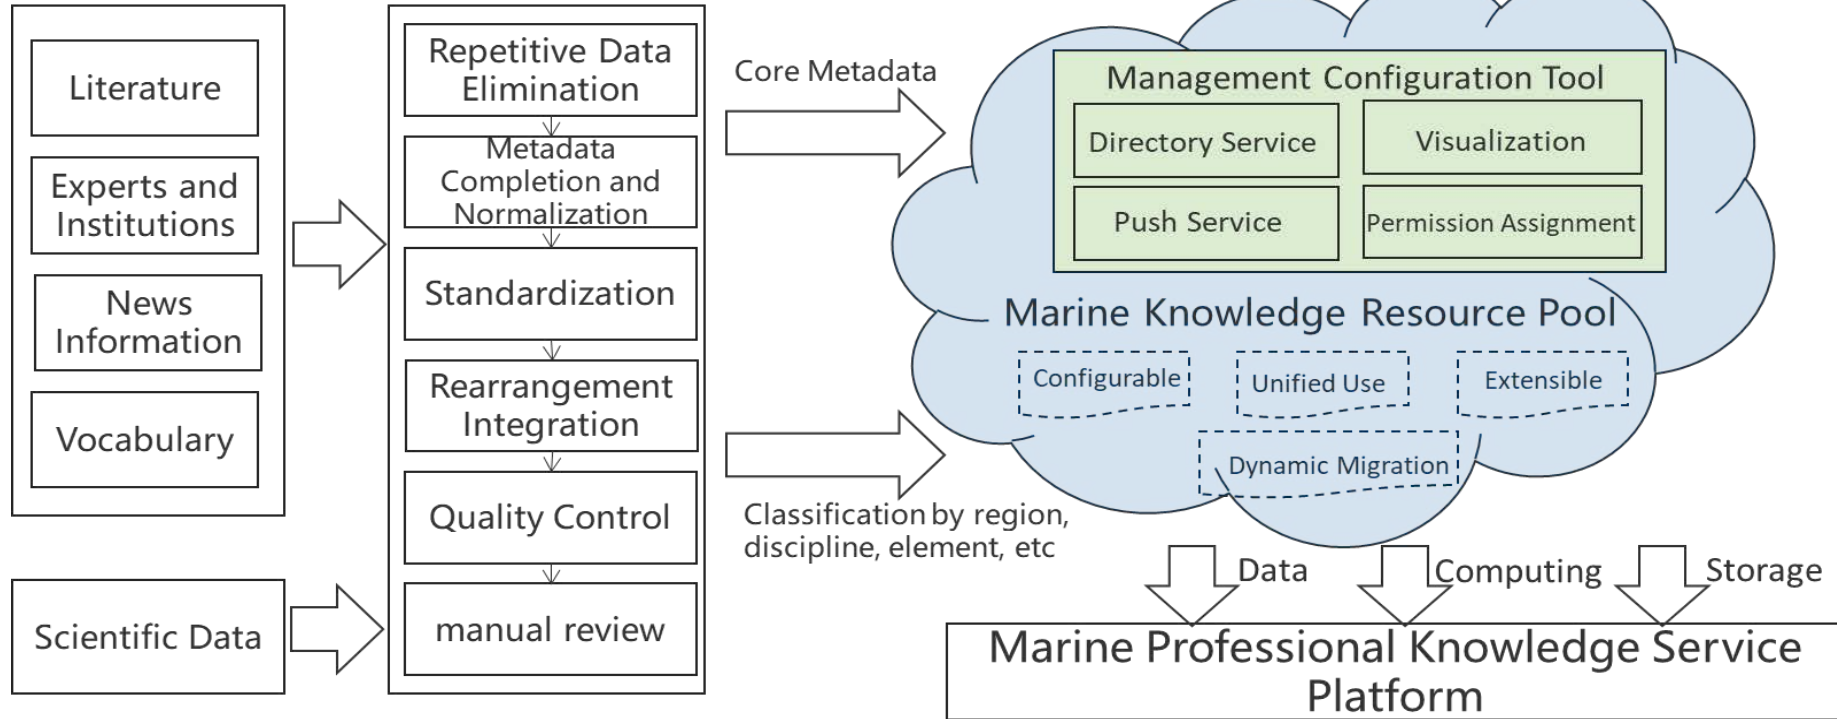 Literature
Experts and
Institutions
News
Information
Vocabulary
Scientific Data
Repetitive Data
Elimination
Metadata
Completion and
Normalization
Standardization
Rearrangement
Integration
Quality Control
manual review
Core Metadata
Classification by region,
discipline, element, etc
Management Configuration Tool
Directory Service
Visualization
Push Service
Permission Assignment
Marine Knowledge Resource Pool
Configurable
Unified Use
Extensible
Dynamic Migration
Data
Computing
Storage
Marine Professional Knowledge Service
Platform